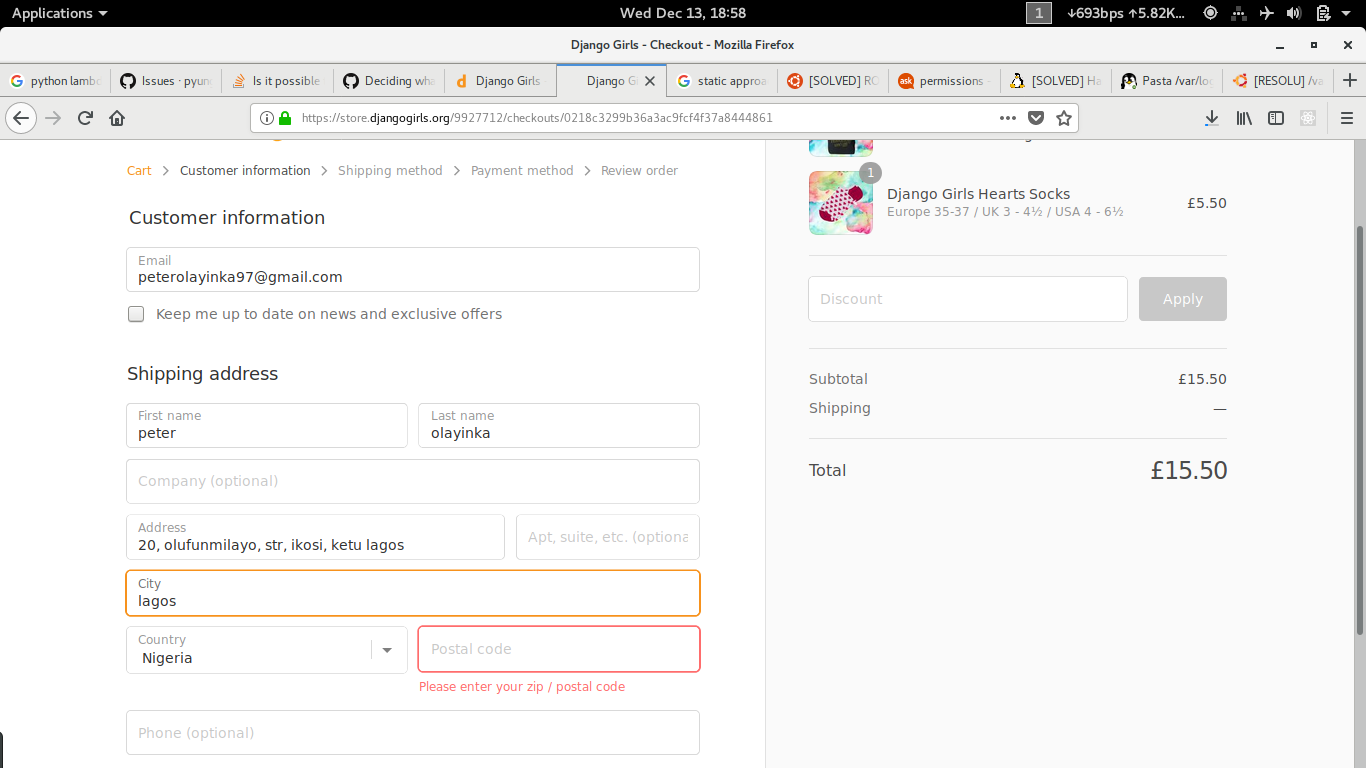 Applications
Wed Dec 13, 18:58
1
↓693bps ↑5.82K...
Django Girls - Checkout - Mozilla Firefox
python lamb
Issues · pyun
Is it possible
Deciding wha
Django Girls
Django Gi
static approa
[SOLVED] RO
permissions
[SOLVED] Ha
Pasta /var/log
[RESOLU] /va
https://store.djangogirls.org/9927712/checkouts/0218c3299b36a3ac9fcf4f37a8444861
Cart > Customer information > Shipping method > Payment method > Review order
Customer information
Email
peterolayinka97@gmail.com
Keep me up to date on news and exclusive offers
Shipping address
First name
peter
Last name
olayinka
Company (optional)
Address
20, olufunmilayo, str, ikosi, ketu lagos
Apt, suite, etc. (optiona
City
lagos
Country
Nigeria
Postal code
Please enter your zip / postal code
Phone (optional)
1
Django Girls Hearts Socks
Europe 35-37 / UK 3 - 4½ / USA 4 - 6½
£5.50
Discount
Apply
Subtotal
£15.50
Shipping
—
Total
£15.50